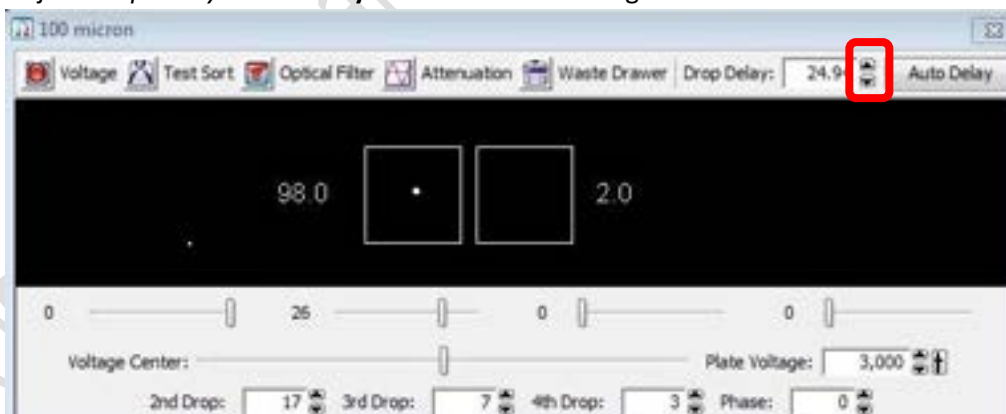 100 micron
Voltage Test Sort Optical Filter Attenuation Waste Drawer Drop Delay: Auto Delay
98.0 2.0
0 26 0 0
Voltage Center: Plate Voltage: 3,000
2nd Drop: 17 3rd Drop: 7 4th Drop: 3 Phase: 0